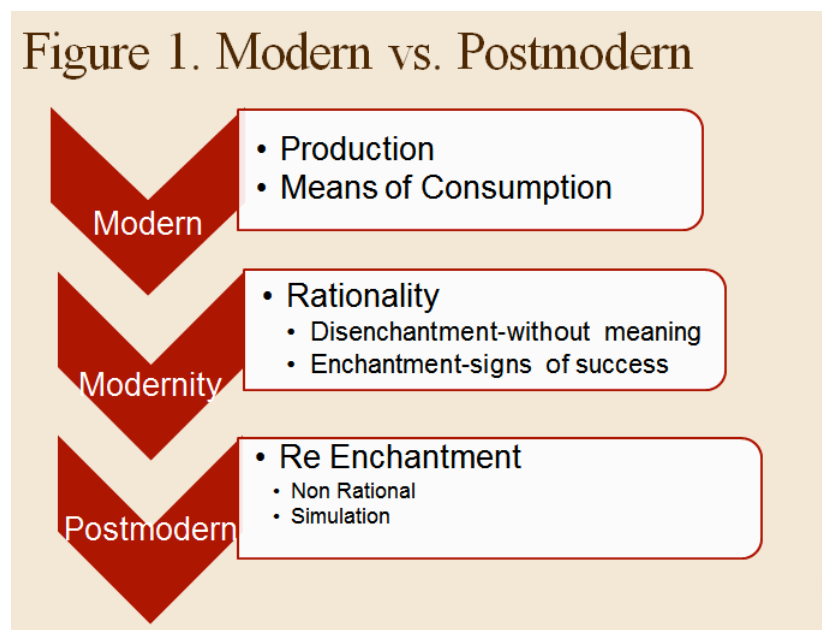 Figure 1. Modern vs. Postmodern
• Production
• Means of Consumption
Modern
• Rationality
• Disenchantment-without meaning
• Enchantment-signs of success
Modernity
• Re Enchantment
• Non Rational
• Simulation
Postmodern